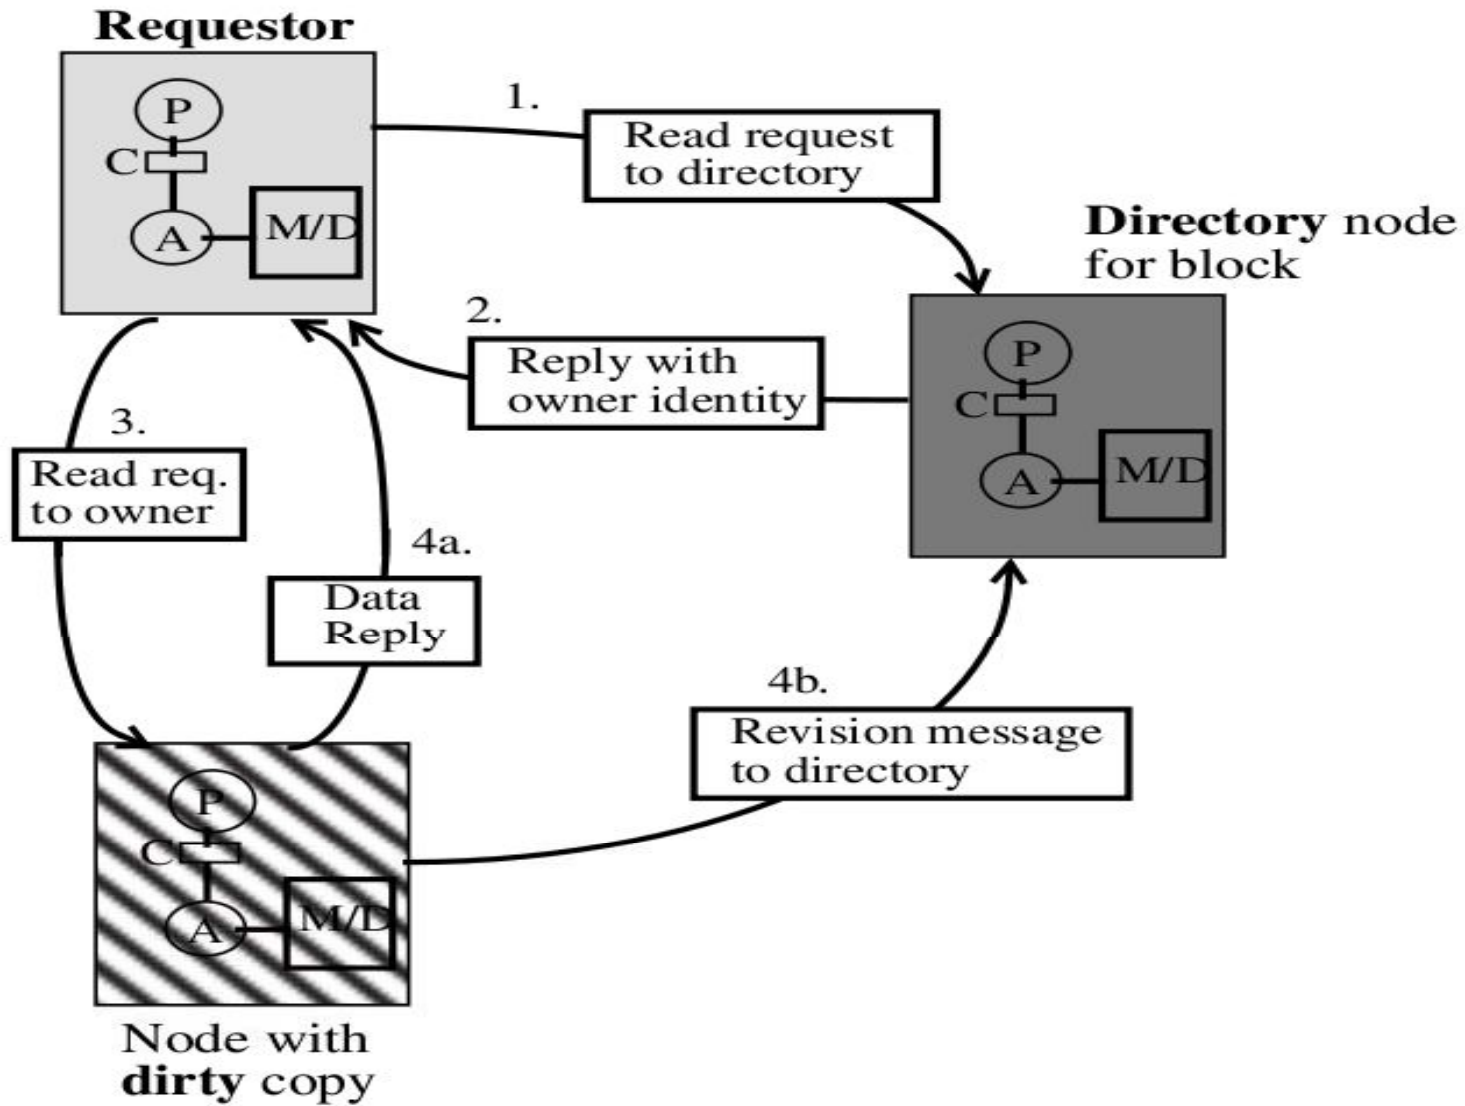 Requestor
P
C
A
M/D
1.
Read request
to directory
Directory node
for block
P
C
A
M/D
2.
Reply with
owner identity
3.
Read req.
to owner
4a.
Data
Reply
4b.
Revision message
to directory
P
C
A
M/D
Node with
dirty copy